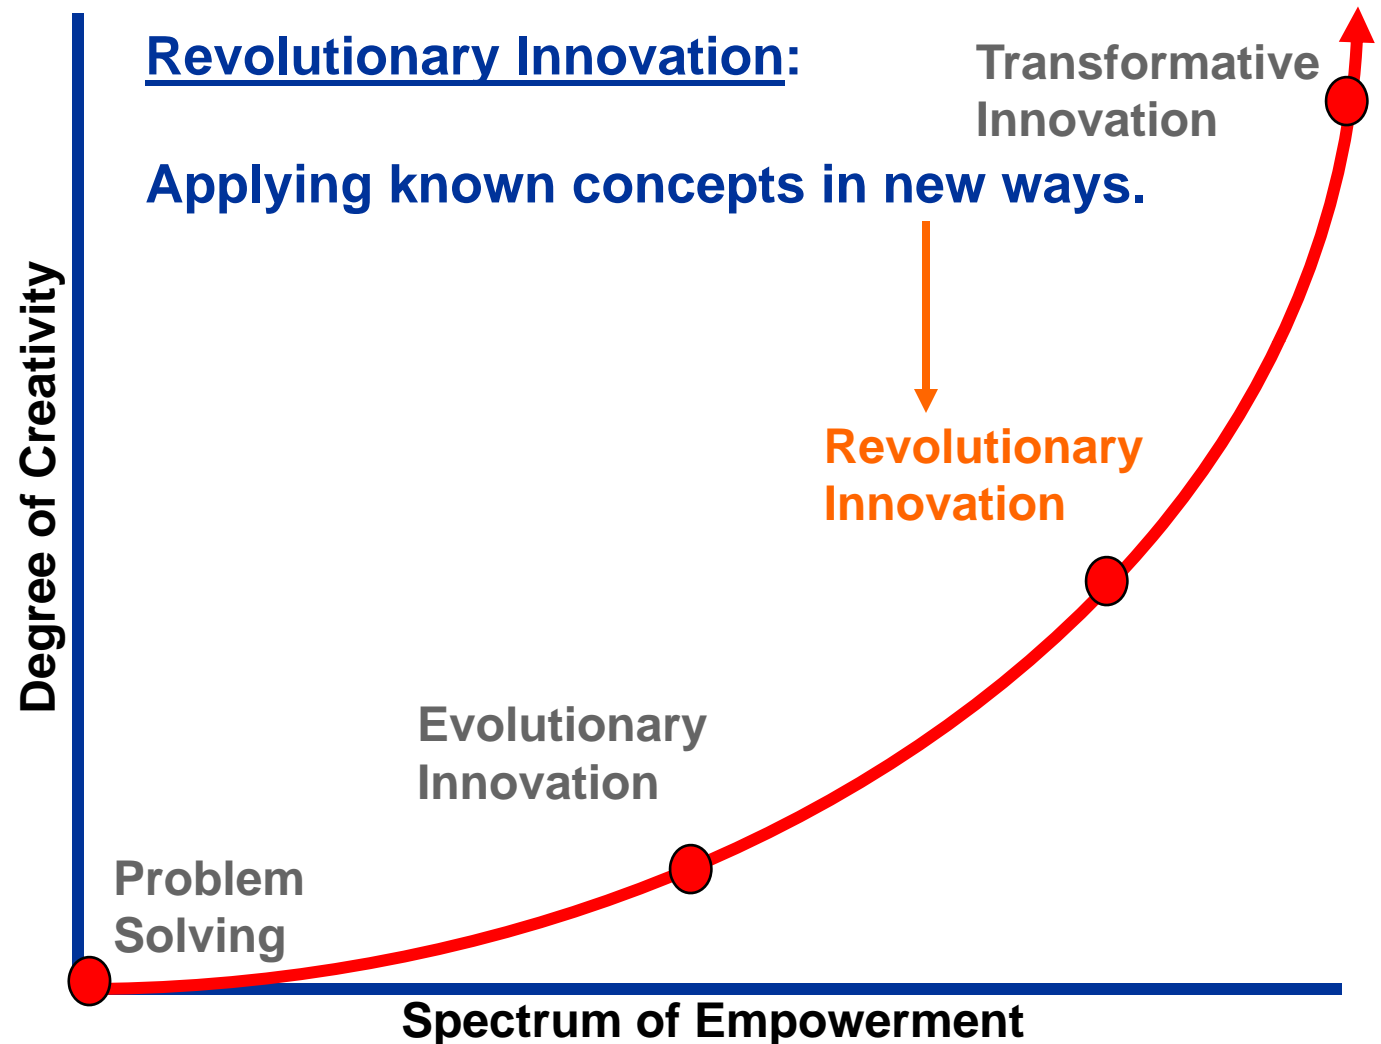 Revolutionary Innovation:
Applying known concepts in new ways.
Transformative
Innovation
Revolutionary
Innovation
Evolutionary
Innovation
Problem
Solving
Degree of Creativity
Spectrum of Empowerment